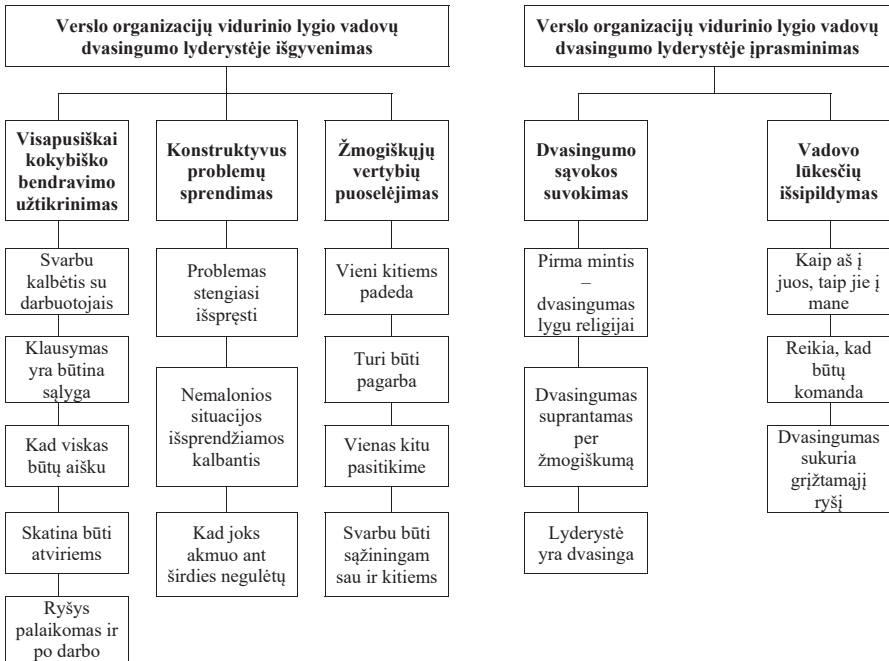 Verslo organizacijų vidurinio lygio vadovų
dvasingumo lyderystėje išgyvenimas
Visapusiškai
kokybiško
bendravimo
užtikrinimas
Svarbu
kalbėtis su
darbuotojais
Klausymas
yra būtina
sąlyga
Kad viskas
būtų aišku
Skatina būti
atviriems
Ryšys
palaikomas ir
po darbo
Konstruktyvus
problemų
sprendimas
Problemas
stengiasi
išspręsti
Nemalonios
situacijos
išsprendžiamos
kalbantis
Kad joks
akmuo ant
širdies negulėtų
Žmogiškųjų
vertybių
puoselėjimas
Vieni kitiems
padeda
Turi būti
pagarba
Vienas kitu
pasitikime
Svarbu būti
sąžiningam
sau ir kitiems
Verslo organizacijų vidurinio lygio vadovų
dvasingumo lyderystėje įprasminimas
Dvasingumo
sąvokos
suvokimas
Pirma mintis
–
dvasingumas
lygu religijai
Dvasingumas
suprantamas
per
žmogiškumą
Lyderystė
yra dvasinga
Vadovo
lūkesčių
išsipildymas
Kaip aš į
juos, taip jie į
mane
Reikia, kad
būtų
komanda
Dvasingumas
sukuria
grįžtamąjį
ryšį